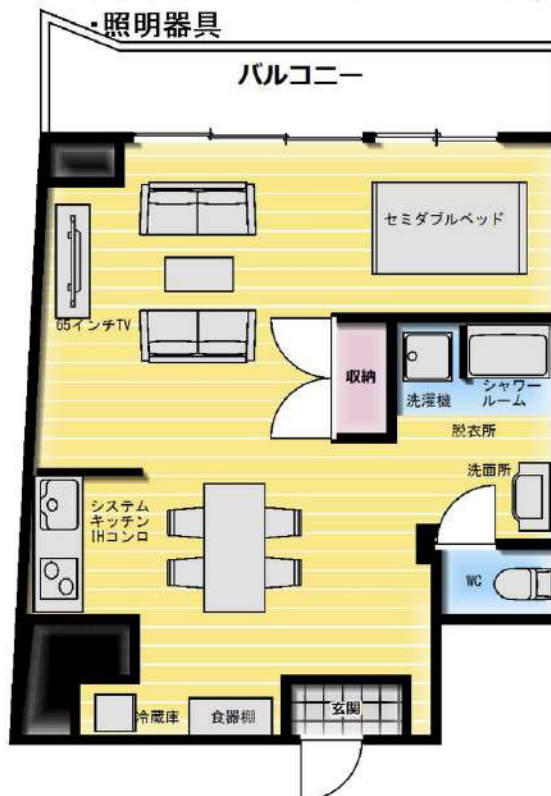 ・照明器具
バルコニー
セミダブルベッド
65インチTV
収納
洗濯機
シャワー
ルーム
脱衣所
洗面所
システム
キッチン
IHコンロ
WC
冷蔵庫
食器棚
玄関